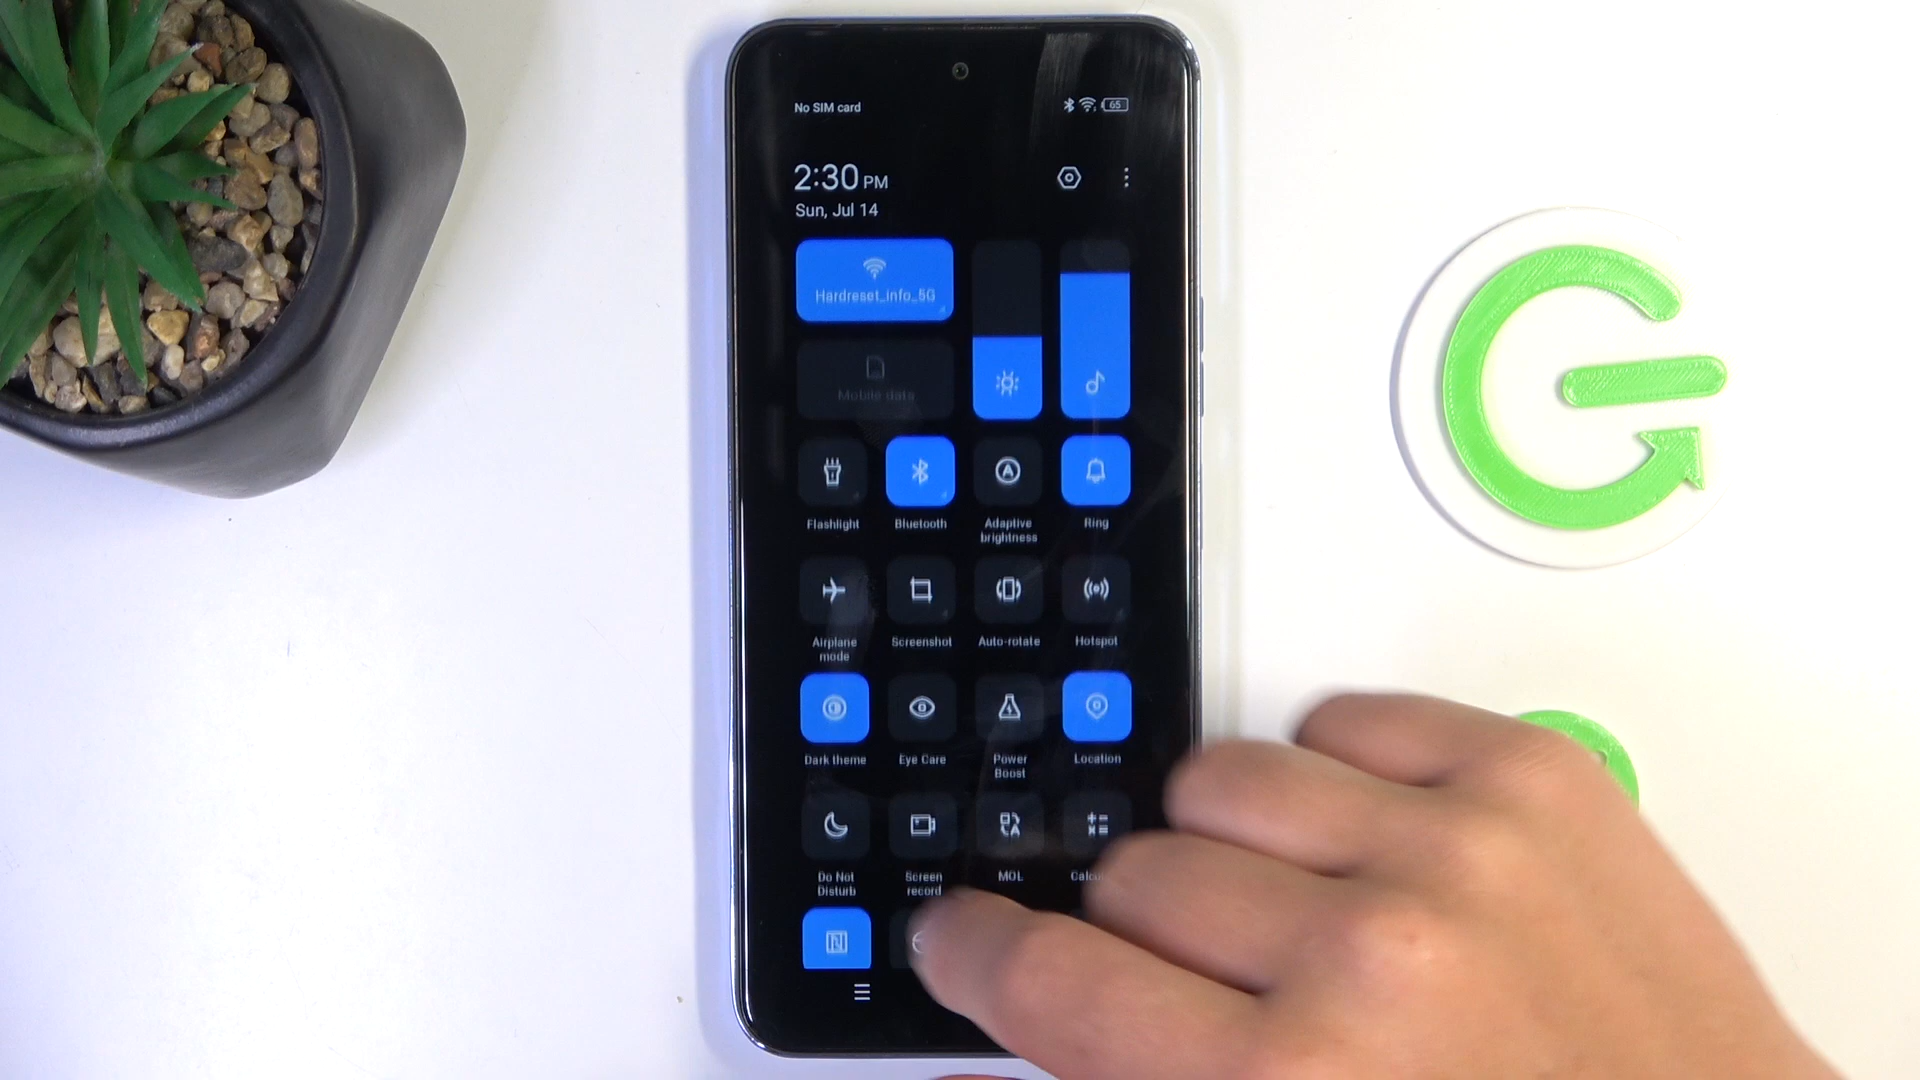 No SIM card
65
2:30 PM
Sun, Jul 14
Hardreset_info_5G
Mobile data
Flashlight
Bluetooth
Adaptive
brightness
Ring
Airplane
mode
Screenshot
Auto-rotate
Hotspot
Dark theme
Eye Care
Power
Boost
Location
Do Not
Disturb
Screen
record
MOL